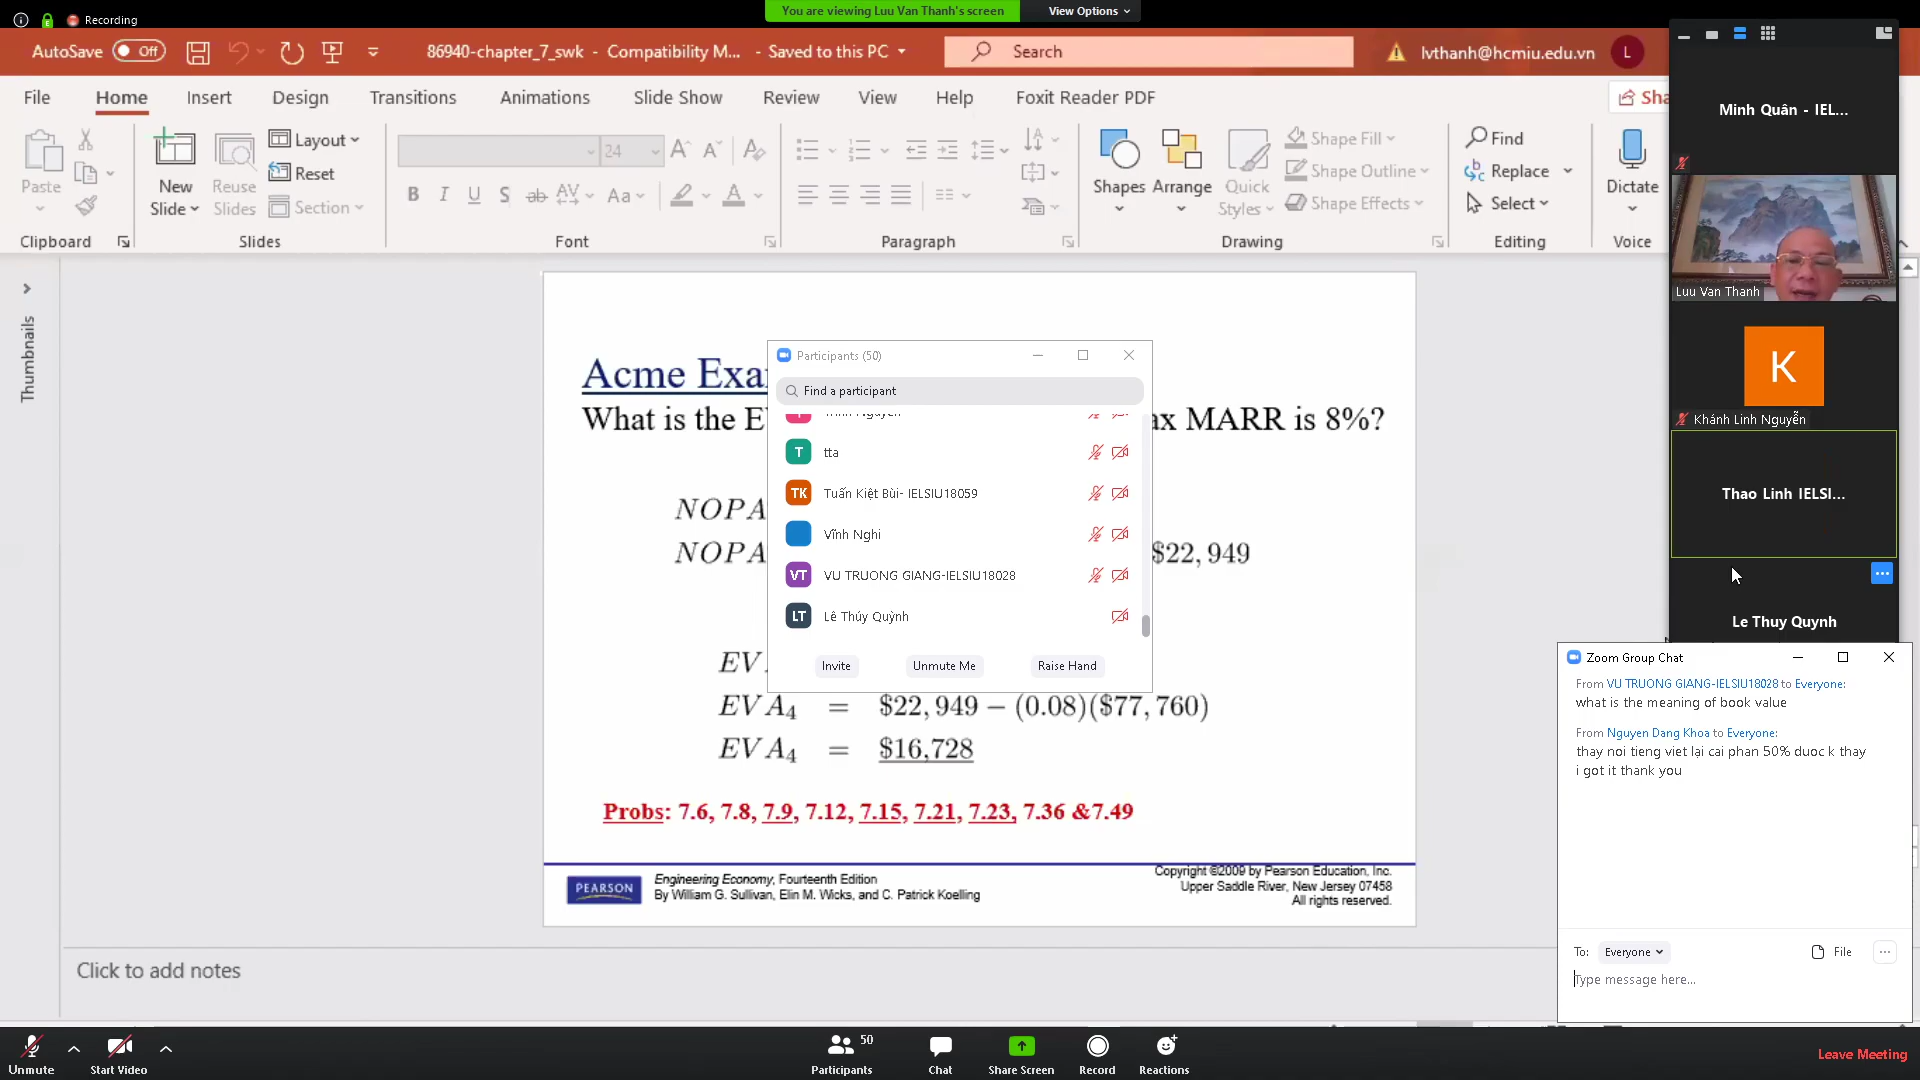 Recording
You are viewing Luu Van Thanh's screen
View Options
AutoSave Off
86940-chapter_7_swk - Compatibility M... - Saved to this PC
Search
lvthanh@hcmiu.edu.vn
L
File Home Insert Design Transitions Animations Slide Show Review View Help Foxit Reader PDF
Sha
Paste
New Slide
Reuse Slides
Layout
Reset
Section
24
Shapes
Arrange
Quick Styles
Shape Fill
Shape Outline
Shape Effects
Find
Replace
Select
Dictate
Clipboard Slides Font Paragraph Drawing Editing Voice
Thumbnails
Acme Exa
What is the E
ax MARR is 8%?
NOPA
NOPA
$22,949
EV
EVA4 = $22,949 − (0.08)($77,760)
EVA4 = $16,728
Probs: 7.6, 7.8, 7.9, 7.12, 7.15, 7.21, 7.23, 7.36 &7.49
PEARSON
Engineering Economy, Fourteenth Edition
By William G. Sullivan, Elin M. Wicks, and C. Patrick Koelling
Copyright ©2009 by Pearson Education, Inc.
Upper Saddle River, New Jersey 07458
All rights reserved.
Click to add notes
Participants (50)
Find a participant
T tta
TK Tuấn Kiệt Bùi- IELSIU18059
Vĩnh Nghi
VT VU TRUONG GIANG-IELSIU18028
LT Lê Thúy Quỳnh
Invite
Unmute Me
Raise Hand
Minh Quân - IEL...
Luu Van Thanh
K
Khánh Linh Nguyễn
Thao Linh IELSI...
Le Thuy Quynh
Zoom Group Chat
From VU TRUONG GIANG-IELSIU18028 to Everyone:
what is the meaning of book value
From Nguyen Dang Khoa to Everyone:
thay noi tieng viet lại cai phan 50% duoc k thay
i got it thank you
To: Everyone
File
Type message here...
Unmute
Start Video
Participants 50
Chat
Share Screen
Record
Reactions
Leave Meeting